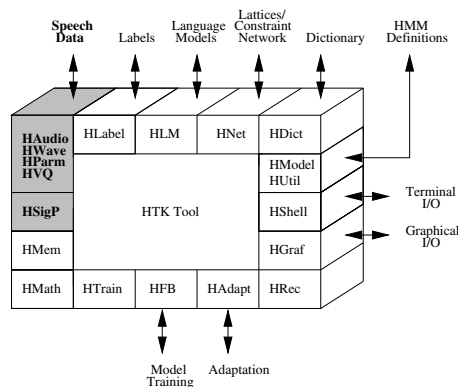 Speech
Data
Labels
Language
Models
Lattices/
Constraint
Network
Dictionary
HMM
Definitions
HAudio
HWave
HParm
HVQ
HLabel
HLM
HNet
HDict
HModel
HUtil
HSigP
HTK Tool
HShell
Terminal
I/O
Graphical
I/O
HMem
HGraf
HMath
HTrain
HFB
HAdapt
HRec
Model
Training
Adaptation